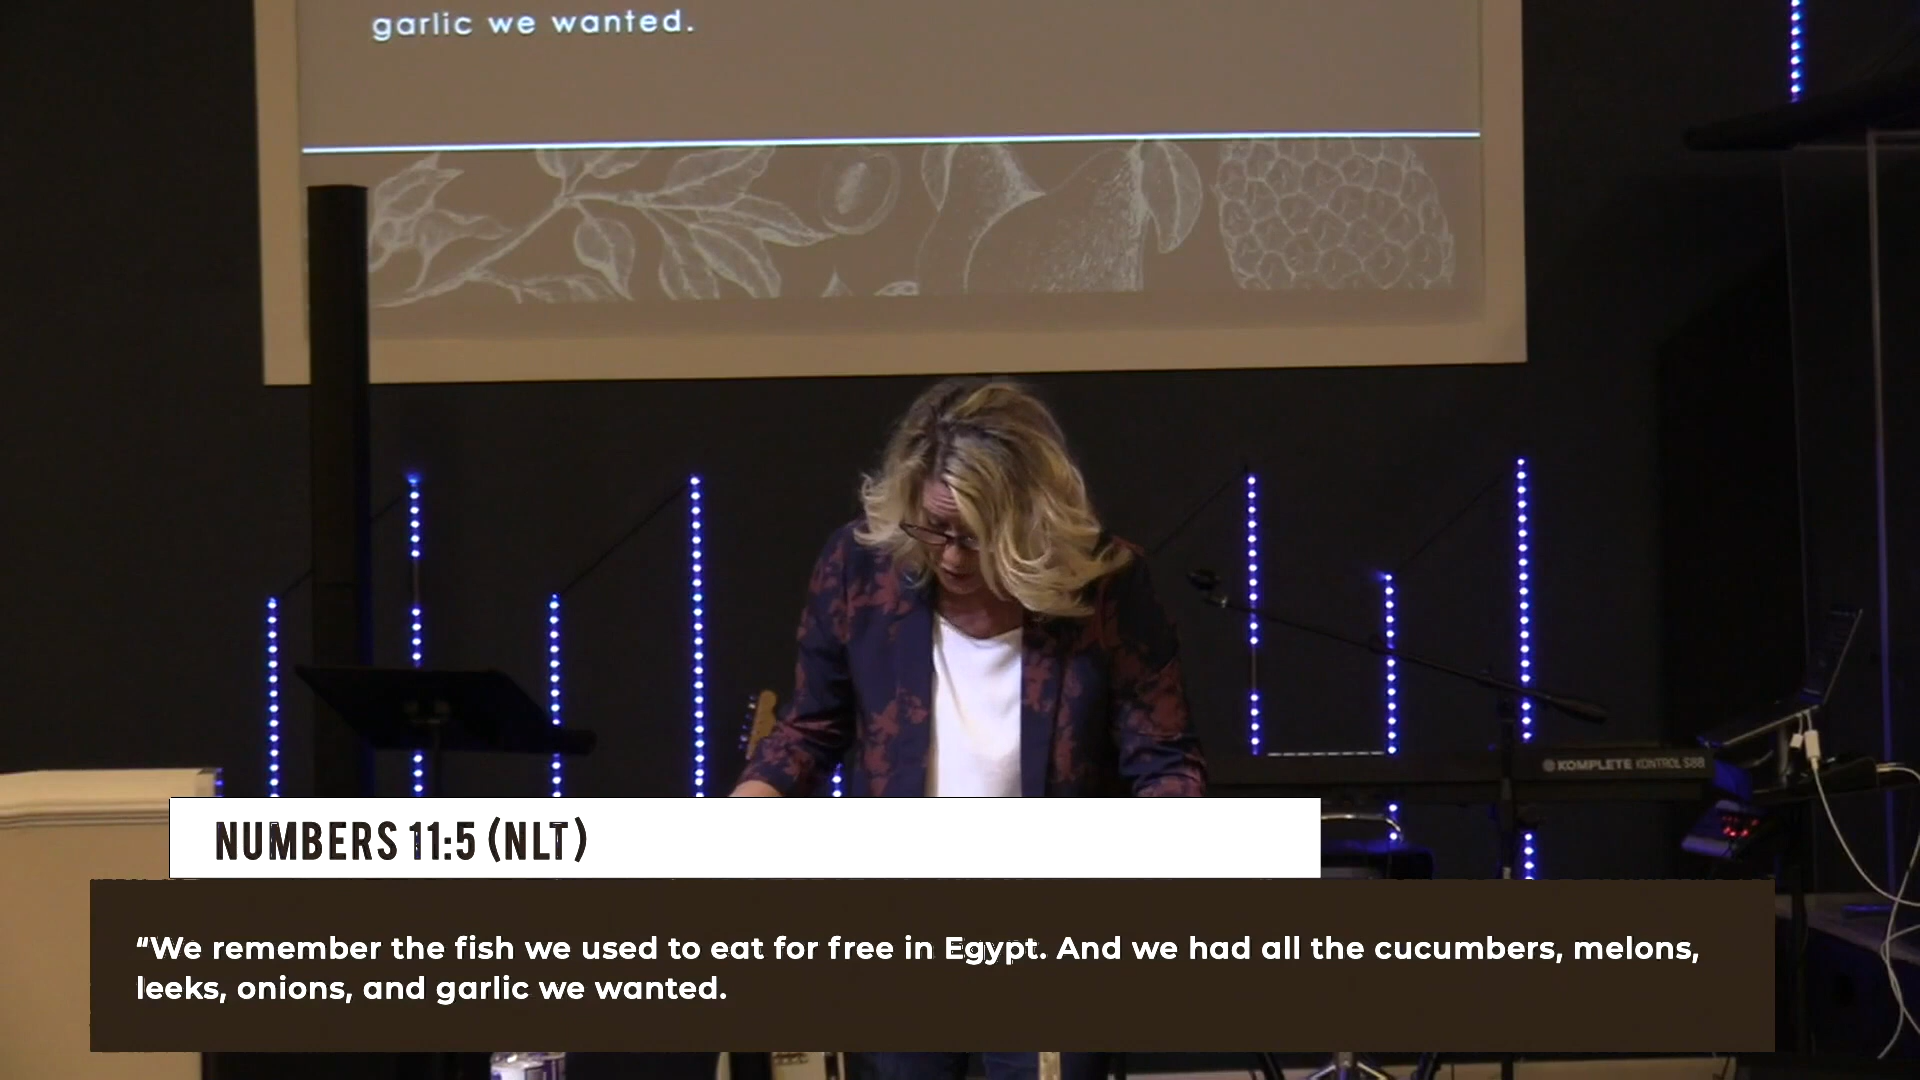 garlic we wanted.
KOMPLETE KONTROL S88
NUMBERS 11:5 (NLT)
“We remember the fish we used to eat for free in Egypt. And we had all the cucumbers, melons,
leeks, onions, and garlic we wanted.